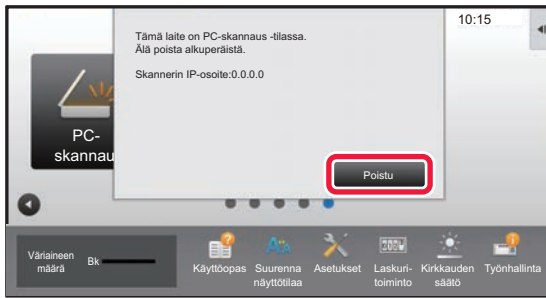 10:15
Tämä laite on PC-skannaus -tilassa.
Älä poista alkuperäistä.
Skannerin IP-osoite:0.0.0.0
PC-
skannau
Poistu
Väriaineen
määrä
Bk
Käyttöopas
Suurenna
näyttötilaa
Asetukset
Laskuri-
toiminto
Kirkkauden
säätö
Työnhallinta